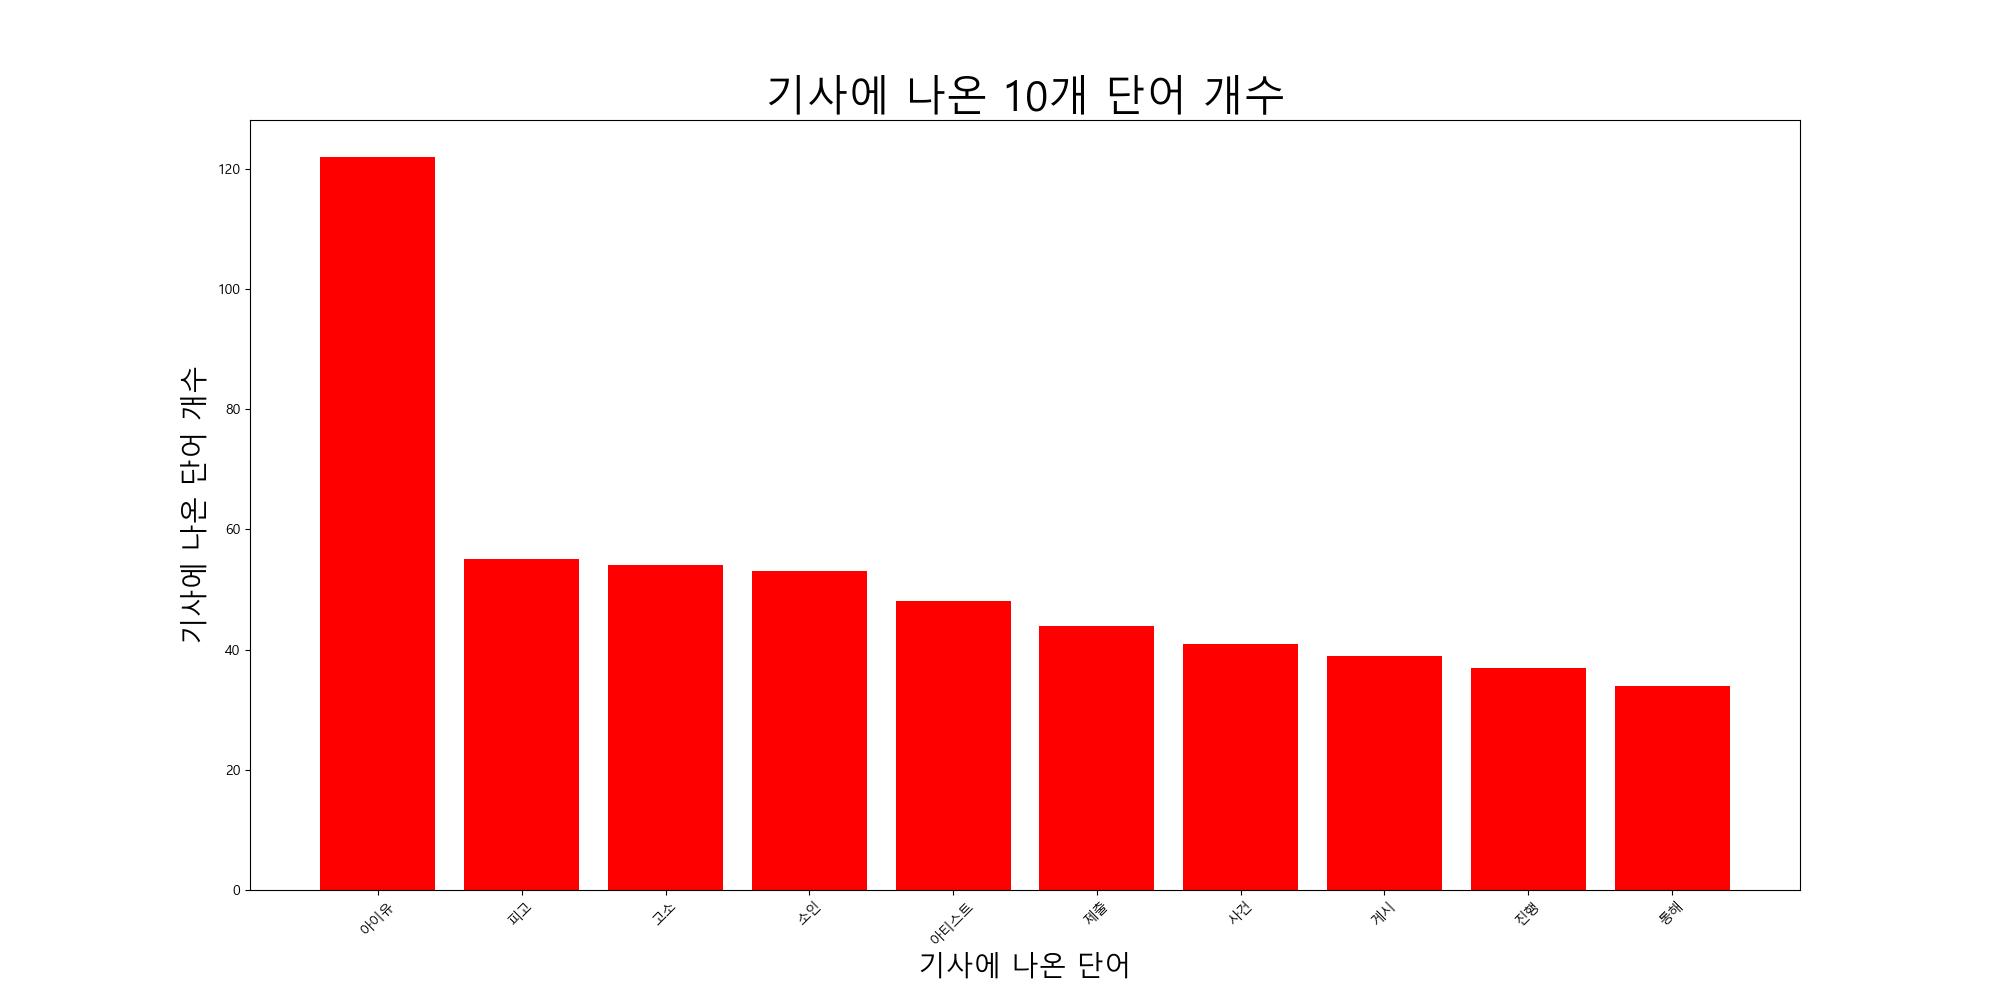 기사에 나온 10개 단어 개수
120
100
80
60
40
20
0
기사에 나온 단어 개수
아이유
피고
고소
소인
아티스트
제출
사건
게시
진행
통해
기사에 나온 단어